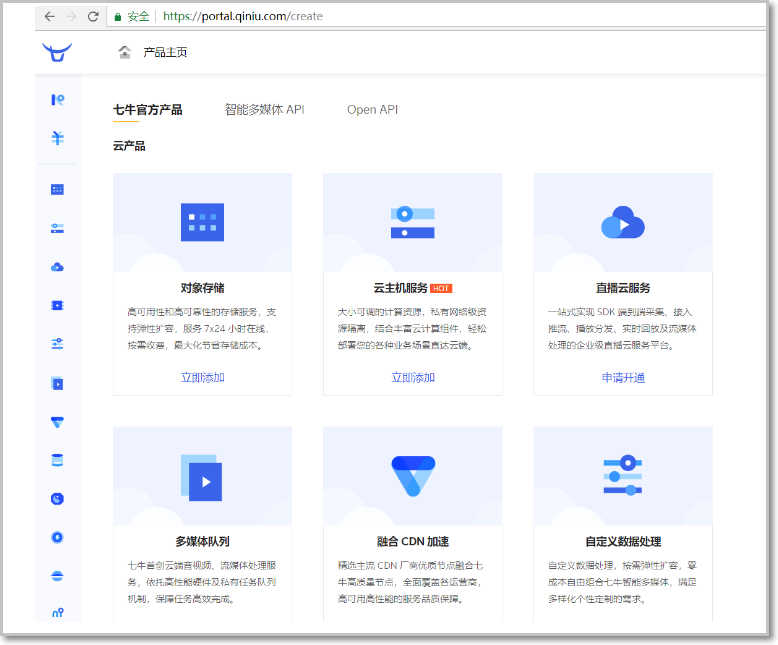 安全 https://portal.qiniu.com/create
产品主页
七牛官方产品 智能多媒体 API Open API
云产品
对象存储
高可用性和高可靠性的存储服务，支
持弹性扩容，服务 7x24 小时在线，
按需收费，最大化节省存储成本。
立即添加
云主机服务 HOT
大小可调的计算资源，私有网络级资
源隔离，结合丰富云计算组件，轻松
部署您的各种业务场景直达云端。
立即添加
直播云服务
一站式实现 SDK 端到端采集、接入
推流、播放分发、实时回放及流媒体
处理的企业级直播云服务平台。
申请开通
多媒体队列
七牛首创云端音视频、流媒体处理服
务，依托高性能硬件及私有任务队列
机制，保障任务高效完成。
融合 CDN 加速
精选主流 CDN 厂商优质节点融合七
牛高质量节点，全面覆盖各运营商，
高可用高性能的服务品质保障。
自定义数据处理
自定义数据处理，按需弹性扩容，零
成本自由组合七牛智能多媒体，满足
多样化个性定制的需求。